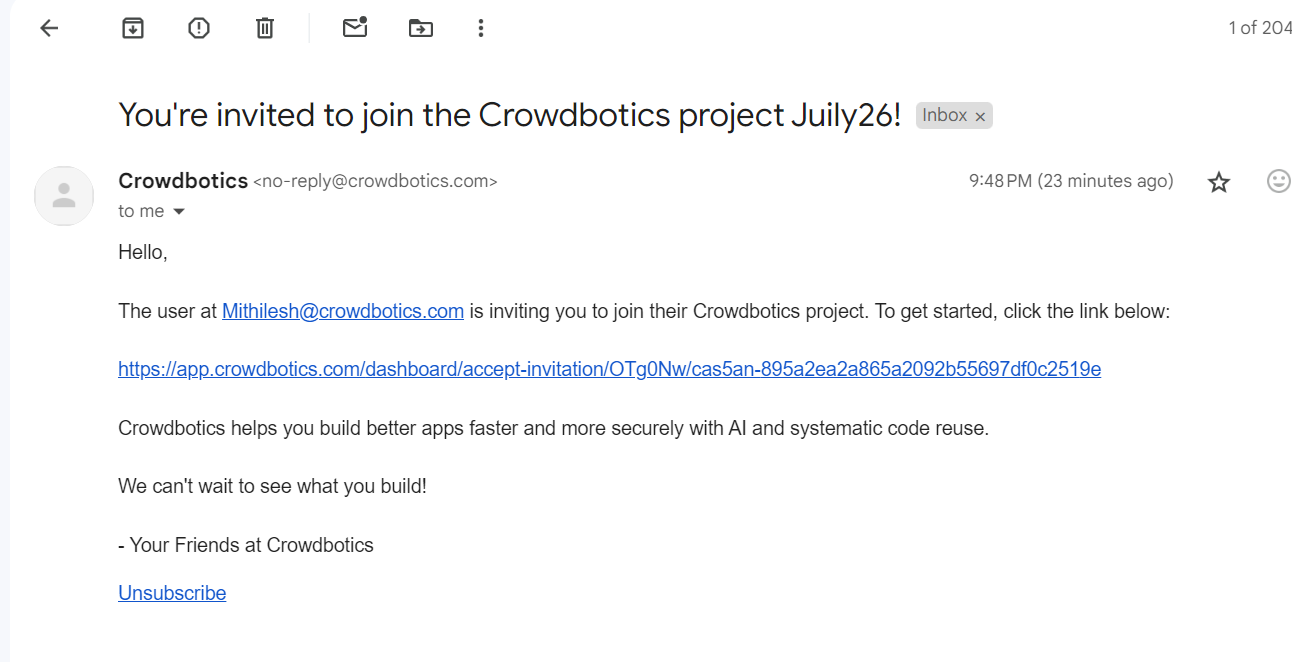 1 of 204
You're invited to join the Crowdbotics project Juily26! Inbox ×
Crowdbotics <no-reply@crowdbotics.com> 9:48 PM (23 minutes ago)
to me
Hello,
The user at Mithilesh@crowdbotics.com is inviting you to join their Crowdbotics project. To get started, click the link below:
https://app.crowdbotics.com/dashboard/accept-invitation/OTg0Nw/cas5an-895a2ea2a865a2092b55697df0c2519e
Crowdbotics helps you build better apps faster and more securely with AI and systematic code reuse.
We can't wait to see what you build!
- Your Friends at Crowdbotics
Unsubscribe